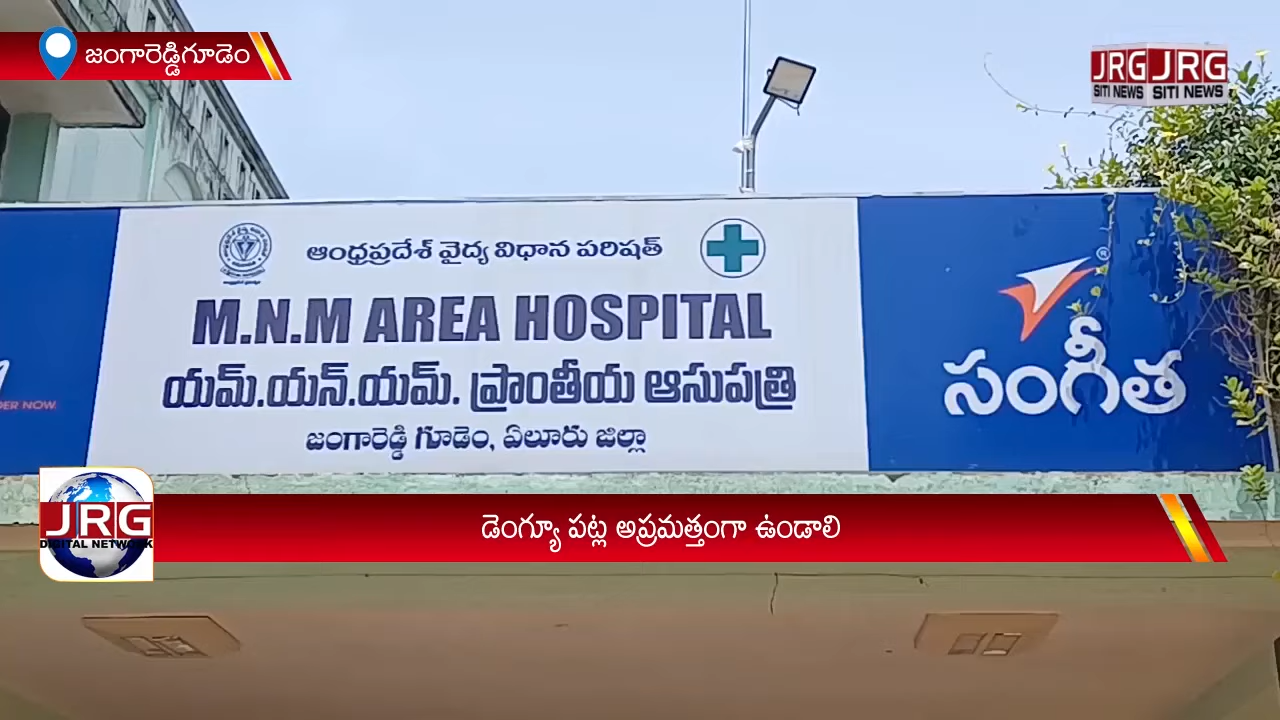 జంగారెడ్డిగూడెం
JRG JRG
SITI NEWS SITI NEWS
ఆంధ్రప్రదేశ్ వైద్య విధాన పరిషత్
M.N.M AREA HOSPITAL
యమ్.యన్.యమ్. ప్రాంతీయ ఆసుపత్రి
జంగారెడ్డి గూడెం, ఏలూరు జిల్లా
సంగీత
®
DER NOW
JRG
DIGITAL NETWORK
డెంగ్యూ పట్ల అప్రమత్తంగా ఉండాలి